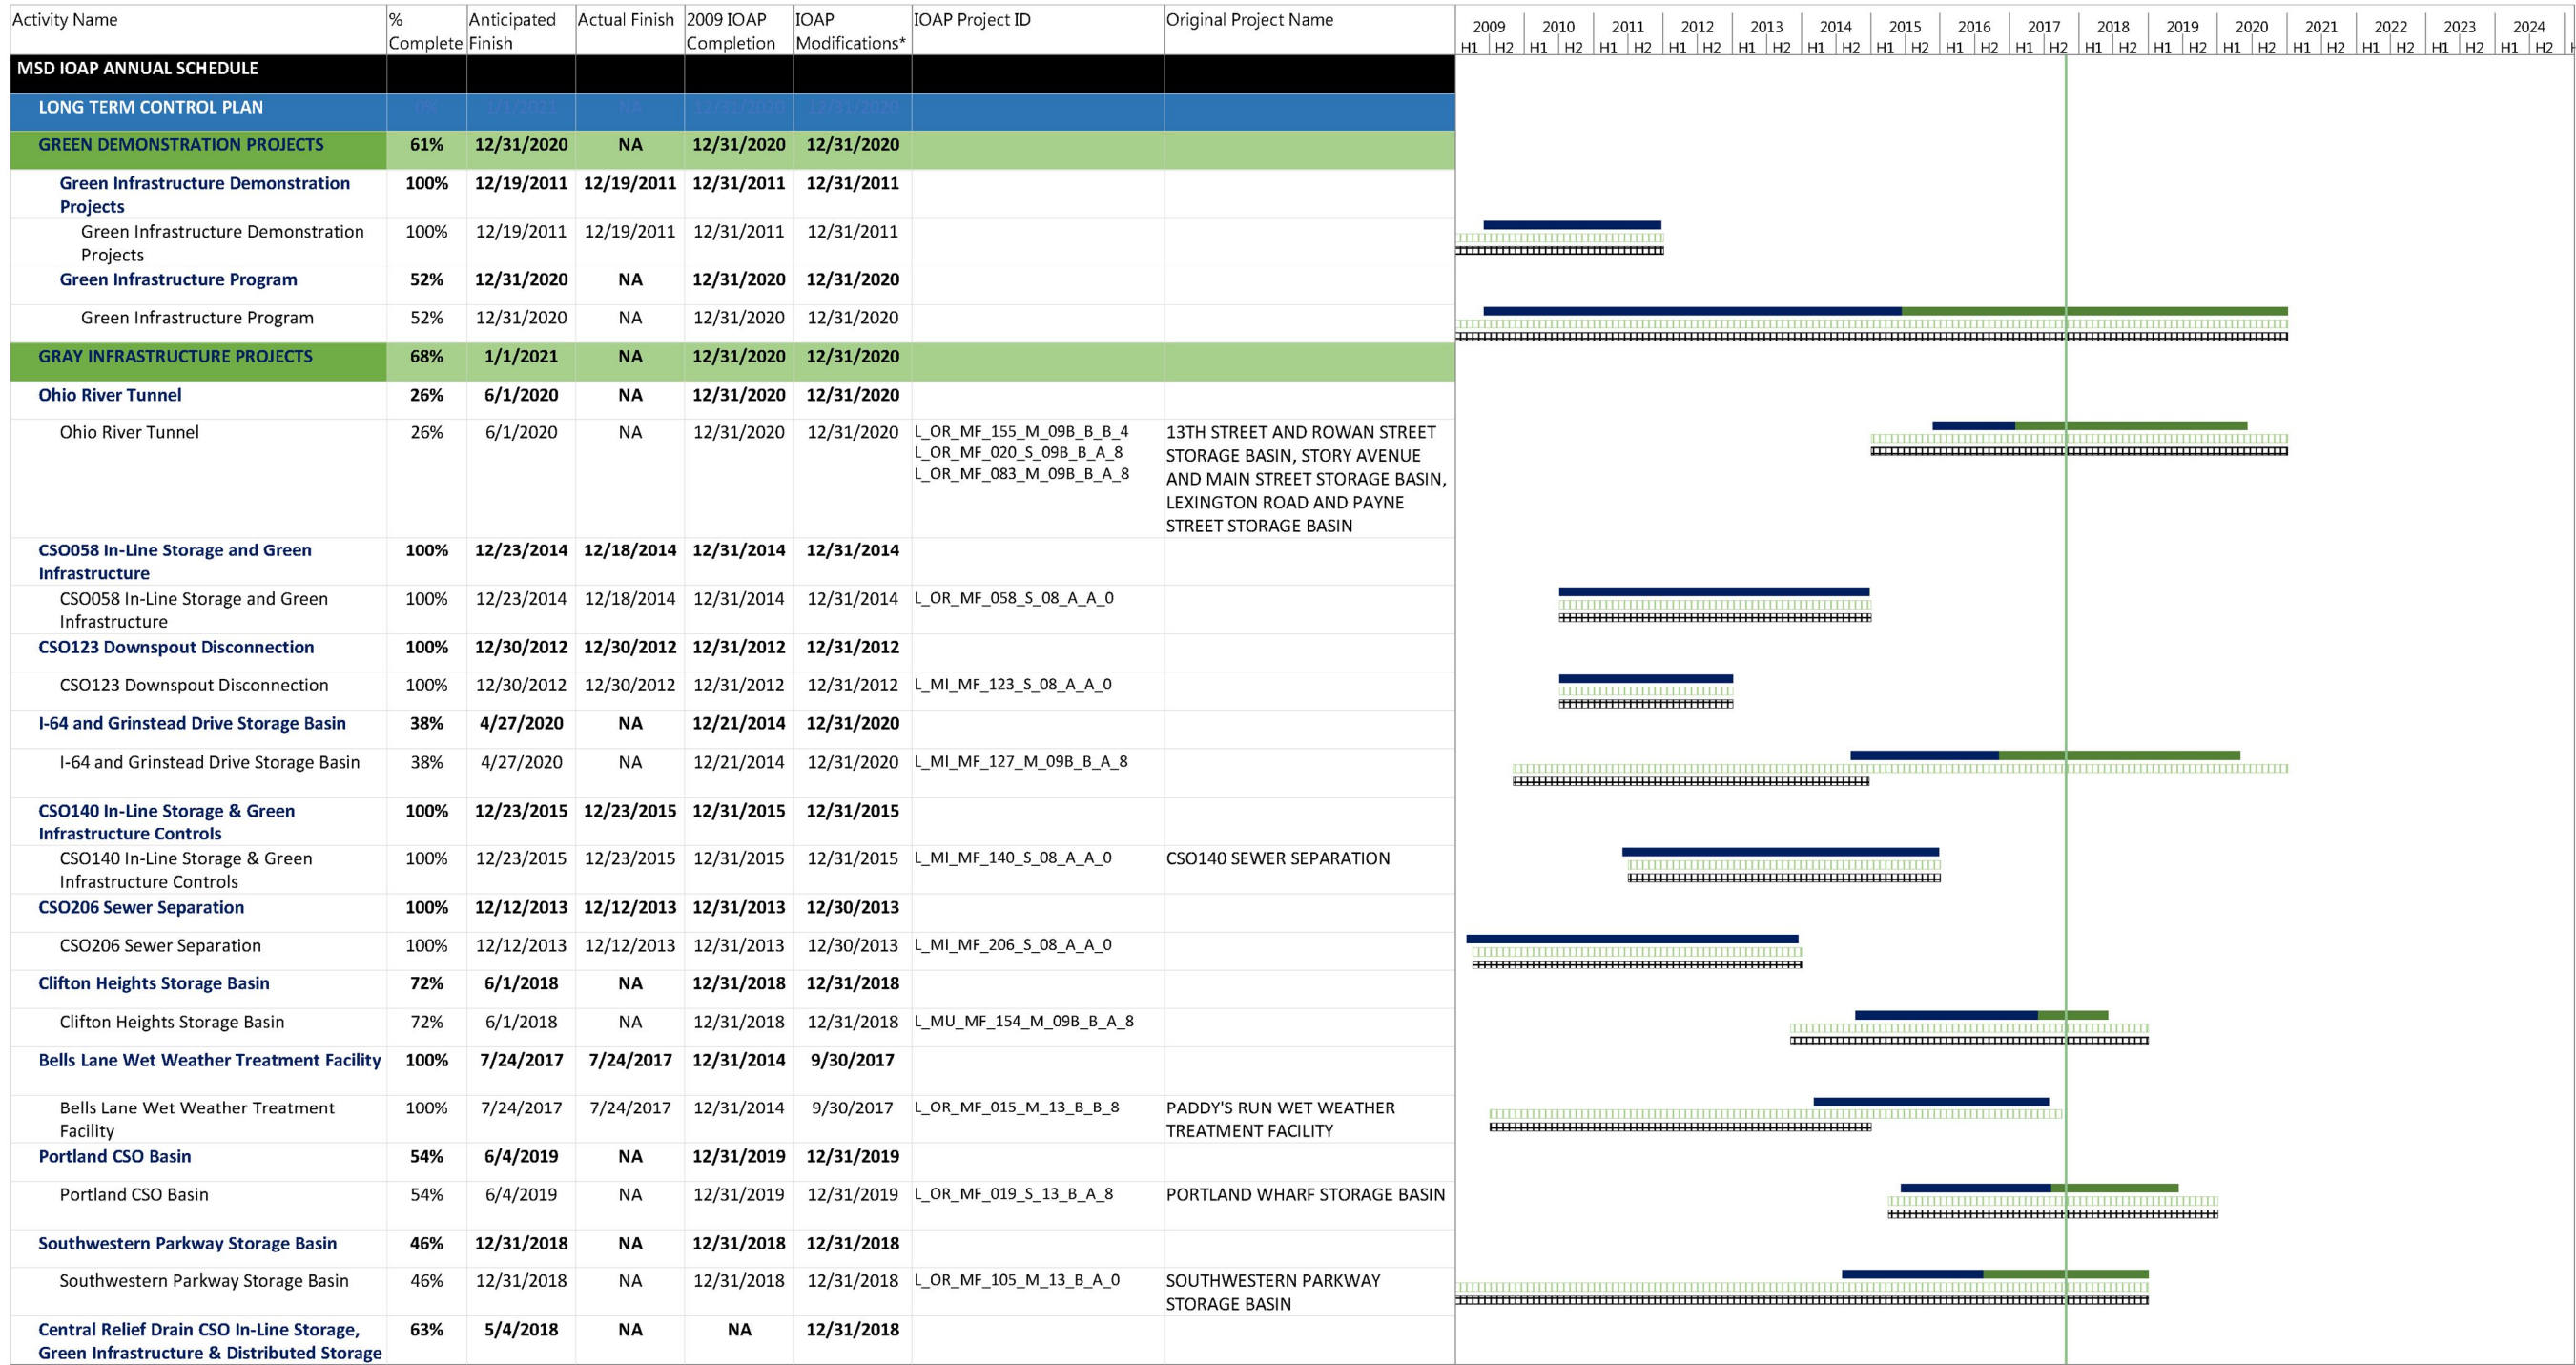 Activity Name % Complete Anticipated Finish Actual Finish 2009 IOAP Completion IOAP Modifications* IOAP Project ID Original Project Name
2009 2010 2011 2012 2013 2014 2015 2016 2017 2018 2019 2020 2021 2022 2023 2024
H1 H2 H1 H2 H1 H2 H1 H2 H1 H2 H1 H2 H1 H2 H1 H2 H1 H2 H1 H2 H1 H2 H1 H2 H1 H2 H1 H2 H1 H2 H1 H2
MSD IOAP ANNUAL SCHEDULE
LONG TERM CONTROL PLAN 0% 1/1/2021 NA 12/31/2020 12/31/2020
GREEN DEMONSTRATION PROJECTS 61% 12/31/2020 NA 12/31/2020 12/31/2020
Green Infrastructure Demonstration 100% 12/19/2011 12/19/2011 12/31/2011 12/31/2011
Projects
Green Infrastructure Demonstration 100% 12/19/2011 12/19/2011 12/31/2011 12/31/2011
Projects
Green Infrastructure Program 52% 12/31/2020 NA 12/31/2020 12/31/2020
Green Infrastructure Program 52% 12/31/2020 NA 12/31/2020 12/31/2020
GRAY INFRASTRUCTURE PROJECTS 68% 1/1/2021 NA 12/31/2020 12/31/2020
Ohio River Tunnel 26% 6/1/2020 NA 12/31/2020 12/31/2020
Ohio River Tunnel 26% 6/1/2020 NA 12/31/2020 12/31/2020 L_OR_MF_155_M_09B_B_B_4 13TH STREET AND ROWAN STREET
L_OR_MF_020_S_09B_B_A_8 STORAGE BASIN, STORY AVENUE
L_OR_MF_083_M_09B_B_A_8 AND MAIN STREET STORAGE BASIN,
LEXINGTON ROAD AND PAYNE
STREET STORAGE BASIN
CSO058 In-Line Storage and Green 100% 12/23/2014 12/18/2014 12/31/2014 12/31/2014
Infrastructure
CSO058 In-Line Storage and Green 100% 12/23/2014 12/18/2014 12/31/2014 12/31/2014 L_OR_MF_058_S_08_A_A_0
Infrastructure
CSO123 Downspout Disconnection 100% 12/30/2012 12/30/2012 12/31/2012 12/31/2012
CSO123 Downspout Disconnection 100% 12/30/2012 12/30/2012 12/31/2012 12/31/2012 L_MI_MF_123_S_08_A_A_0
I-64 and Grinstead Drive Storage Basin 38% 4/27/2020 NA 12/21/2014 12/31/2020
I-64 and Grinstead Drive Storage Basin 38% 4/27/2020 NA 12/21/2014 12/31/2020 L_MI_MF_127_M_09B_B_A_8
CSO140 In-Line Storage & Green 100% 12/23/2015 12/23/2015 12/31/2015 12/31/2015
Infrastructure Controls
CSO140 In-Line Storage & Green 100% 12/23/2015 12/23/2015 12/31/2015 12/31/2015 L_MI_MF_140_S_08_A_A_0 CSO140 SEWER SEPARATION
Infrastructure Controls
CSO206 Sewer Separation 100% 12/12/2013 12/12/2013 12/31/2013 12/30/2013
CSO206 Sewer Separation 100% 12/12/2013 12/12/2013 12/31/2013 12/30/2013 L_MI_MF_206_S_08_A_A_0
Clifton Heights Storage Basin 72% 6/1/2018 NA 12/31/2018 12/31/2018
Clifton Heights Storage Basin 72% 6/1/2018 NA 12/31/2018 12/31/2018 L_MU_MF_154_M_09B_B_A_8
Bells Lane Wet Weather Treatment Facility 100% 7/24/2017 7/24/2017 12/31/2014 9/30/2017
Bells Lane Wet Weather Treatment 100% 7/24/2017 7/24/2017 12/31/2014 9/30/2017 L_OR_MF_015_M_13_B_B_8 PADDY'S RUN WET WEATHER
Facility TREATMENT FACILITY
Portland CSO Basin 54% 6/4/2019 NA 12/31/2019 12/31/2019
Portland CSO Basin 54% 6/4/2019 NA 12/31/2019 12/31/2019 L_OR_MF_019_S_13_B_A_8 PORTLAND WHARF STORAGE BASIN
Southwestern Parkway Storage Basin 46% 12/31/2018 NA 12/31/2018 12/31/2018
Southwestern Parkway Storage Basin 46% 12/31/2018 NA 12/31/2018 12/31/2018 L_OR_MF_105_M_13_B_A_0 SOUTHWESTERN PARKWAY
STORAGE BASIN
Central Relief Drain CSO In-Line Storage, 63% 5/4/2018 NA NA 12/31/2018
Green Infrastructure & Distributed Storage